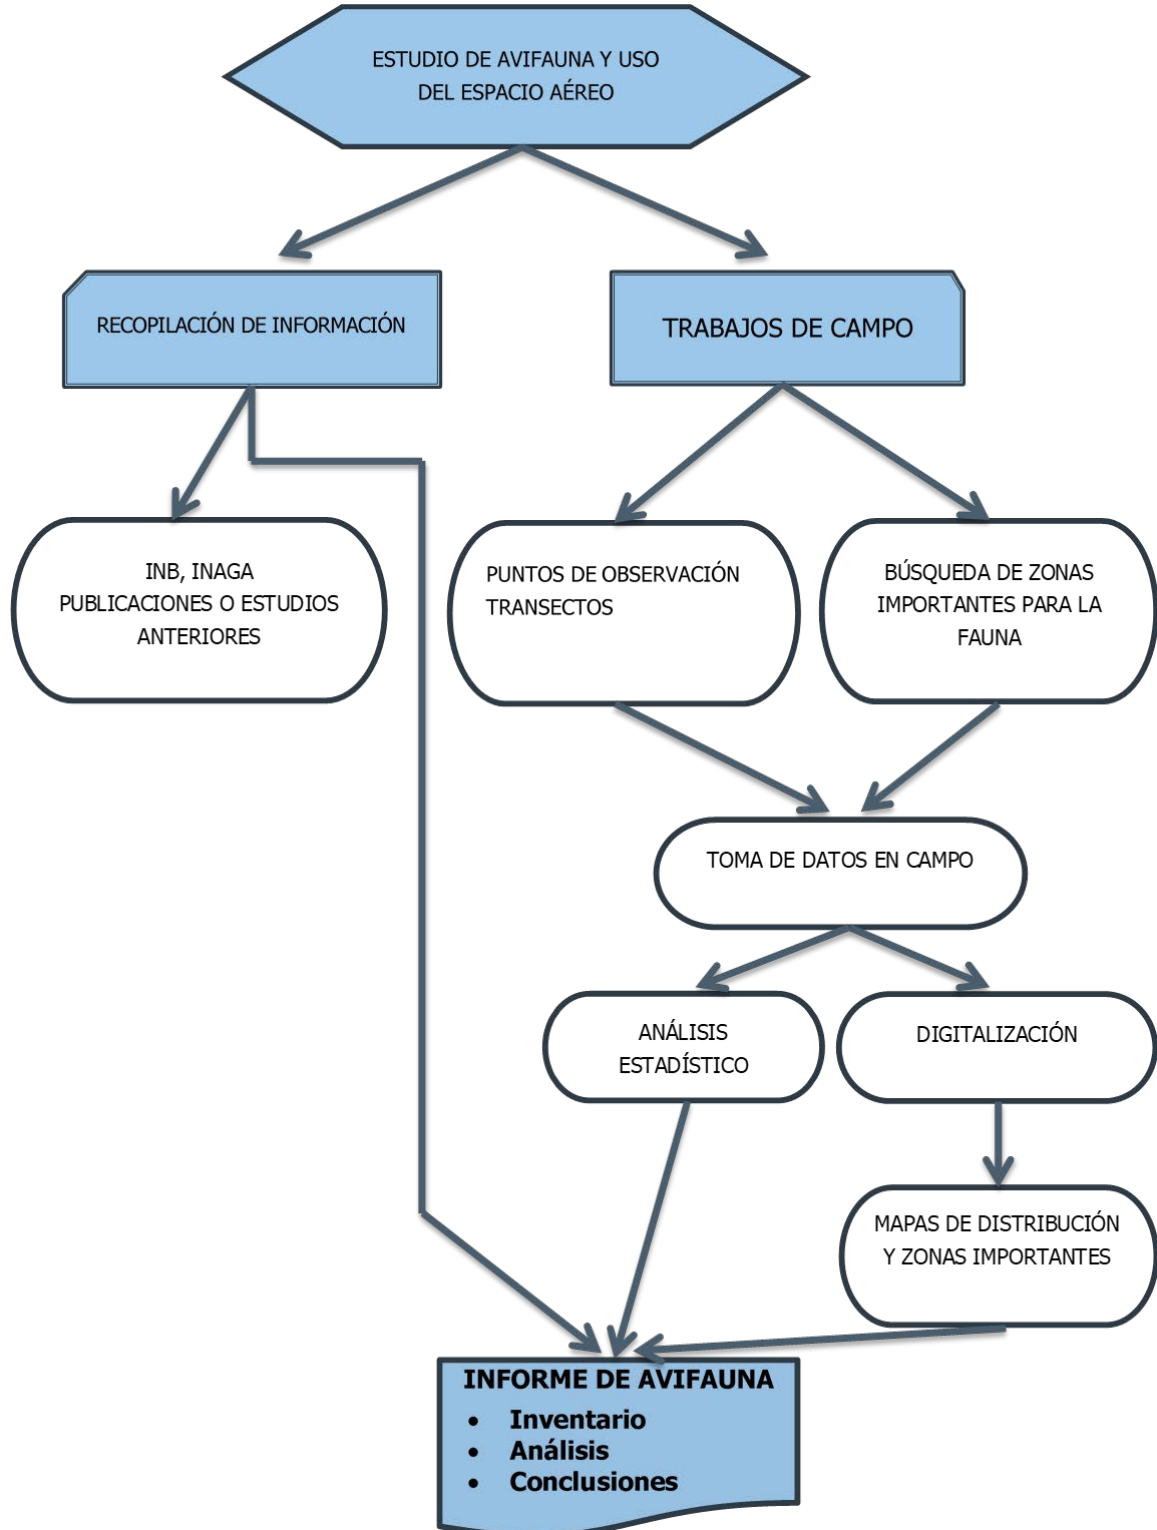 ESTUDIO DE AVIFAUNA Y USO
DEL ESPACIO AÉREO
RECOPILACIÓN DE INFORMACIÓN
TRABAJOS DE CAMPO
INB, INAGA
PUBLICACIONES O ESTUDIOS
ANTERIORES
PUNTOS DE OBSERVACIÓN
TRANSECTOS
BÚSQUEDA DE ZONAS
IMPORTANTES PARA LA
FAUNA
TOMA DE DATOS EN CAMPO
ANÁLISIS
ESTADÍSTICO
DIGITALIZACIÓN
MAPAS DE DISTRIBUCIÓN
Y ZONAS IMPORTANTES
INFORME DE AVIFAUNA
• Inventario
• Análisis
• Conclusiones